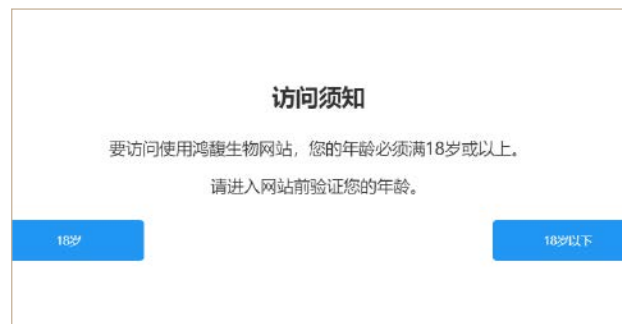 访问须知
要访问使用鸿馥生物网站，您的年龄必须满18岁或以上。
请进入网站前验证您的年龄。
18岁
18岁以下